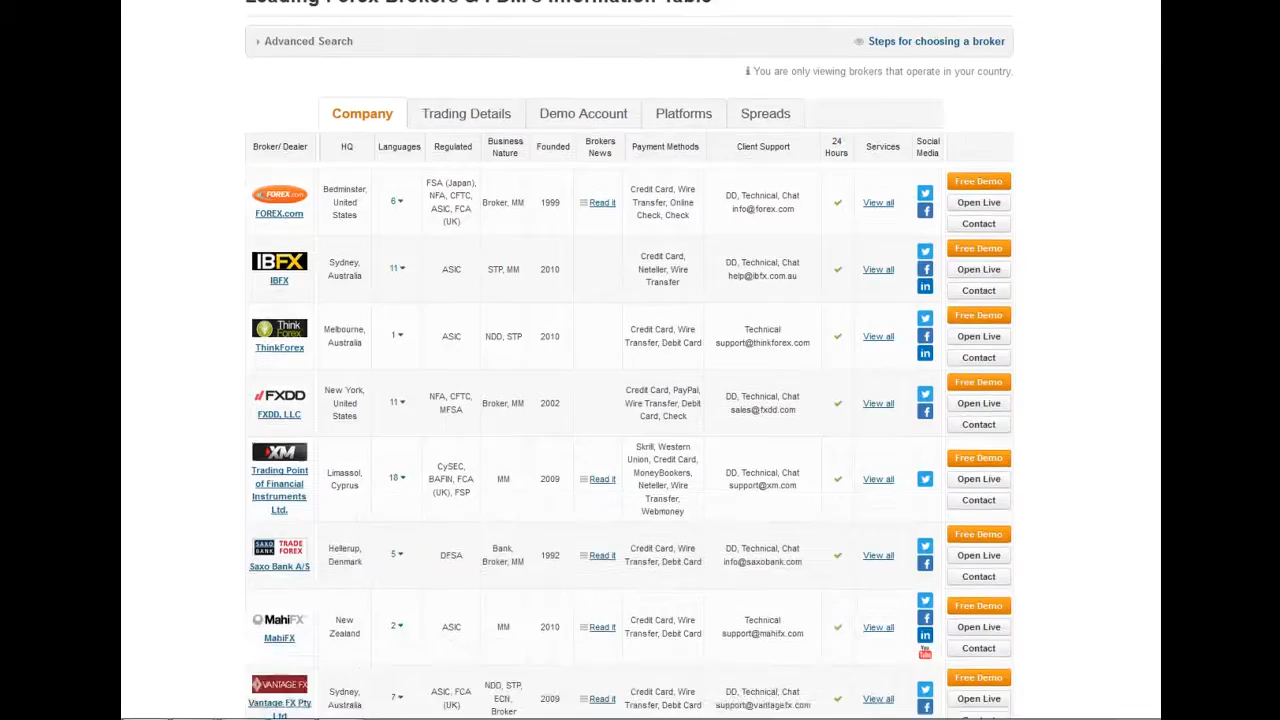 Leading Forex Brokers & FDM's Information Table
Advanced Search
Steps for choosing a broker
You are only viewing brokers that operate in your country.
Company Trading Details Demo Account Platforms Spreads
Broker/ Dealer HQ Languages Regulated Business Nature Founded Brokers News Payment Methods Client Support 24 Hours Services Social Media
FOREX.com
FOREX.com
Bedminster, United States
6
FSA (Japan), NFA, CFTC, ASIC, FCA (UK)
Broker, MM
1999
Read it
Credit Card, Wire Transfer, Online Check, Check
DD, Technical, Chat
info@forex.com
View all
Free Demo
Open Live
Contact
IBFX
IBFX
Sydney, Australia
11
ASIC
STP, MM
2010
Credit Card, Neteller, Wire Transfer
DD, Technical, Chat
help@ibfx.com.au
View all
in
Free Demo
Open Live
Contact
Think Forex
ThinkForex
Melbourne, Australia
1
ASIC
NDD, STP
2010
Credit Card, Wire Transfer, Debit Card
Technical
support@thinkforex.com
View all
in
Free Demo
Open Live
Contact
FXDD
FXDD, LLC
New York, United States
11
NFA, CFTC, MFSA
Broker, MM
2002
Credit Card, PayPal, Wire Transfer, Debit Card, Check
DD, Technical, Chat
sales@fxdd.com
View all
Free Demo
Open Live
Contact
XM
Trading Point of Financial Instruments Ltd.
Limassol, Cyprus
18
CySEC, BAFIN, FCA (UK), FSP
MM
2009
Read it
Skrill, Western Union, Credit Card, MoneyBookers, Neteller, Wire Transfer, Webmoney
DD, Technical, Chat
support@xm.com
View all
Free Demo
Open Live
Contact
SAXO BANK TRADE FOREX
Saxo Bank A/S
Hellerup, Denmark
5
DFSA
Bank, Broker, MM
1992
Read it
Credit Card, Wire Transfer, Debit Card
DD, Technical, Chat
info@saxobank.com
View all
Free Demo
Open Live
Contact
MahiFX
MahiFX
New Zealand
2
ASIC
MM
2010
Read it
Credit Card, Wire Transfer, Debit Card
Technical
support@mahifx.com
View all
in
You Tube
Free Demo
Open Live
Contact
VANTAGE FX
Vantage FX Pty Ltd
Sydney, Australia
7
ASIC, FCA (UK)
NDD, STP, ECN, Broker
2009
Read it
Credit Card, Wire Transfer, Debit Card
DD, Technical, Chat
support@vantagefx.com
View all
Free Demo
Open Live